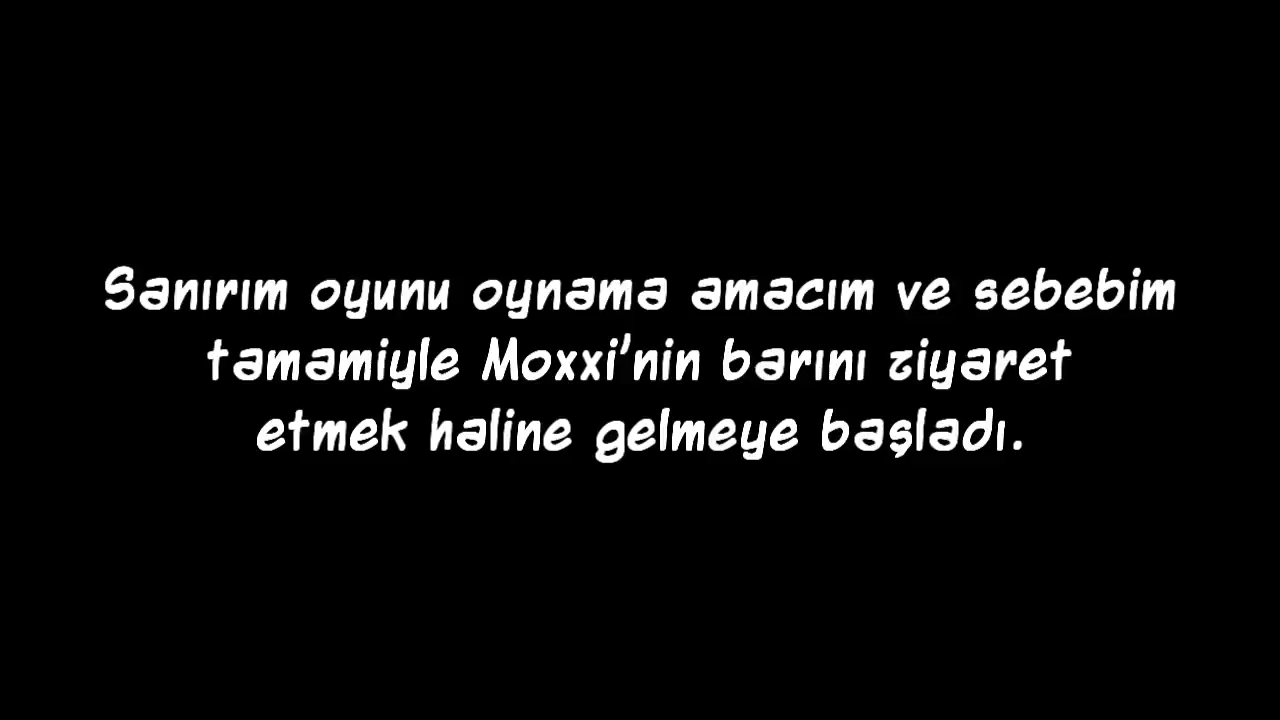 Sanırım oyunu oynama amacım ve sebebim
tamamiyle Moxxi'nin barını ziyaret
etmek haline gelmeye başladı.